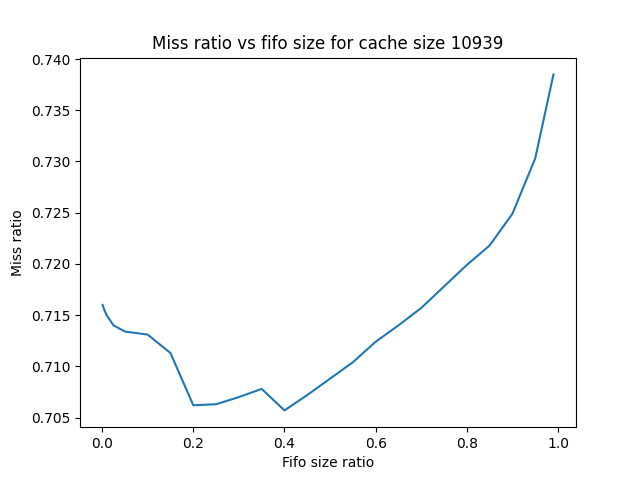 Miss ratio vs fifo size for cache size 10939
0.740
0.735
0.730
0.725
0.720
0.715
0.710
0.705
Miss ratio
0.0 0.2 0.4 0.6 0.8 1.0
Fifo size ratio